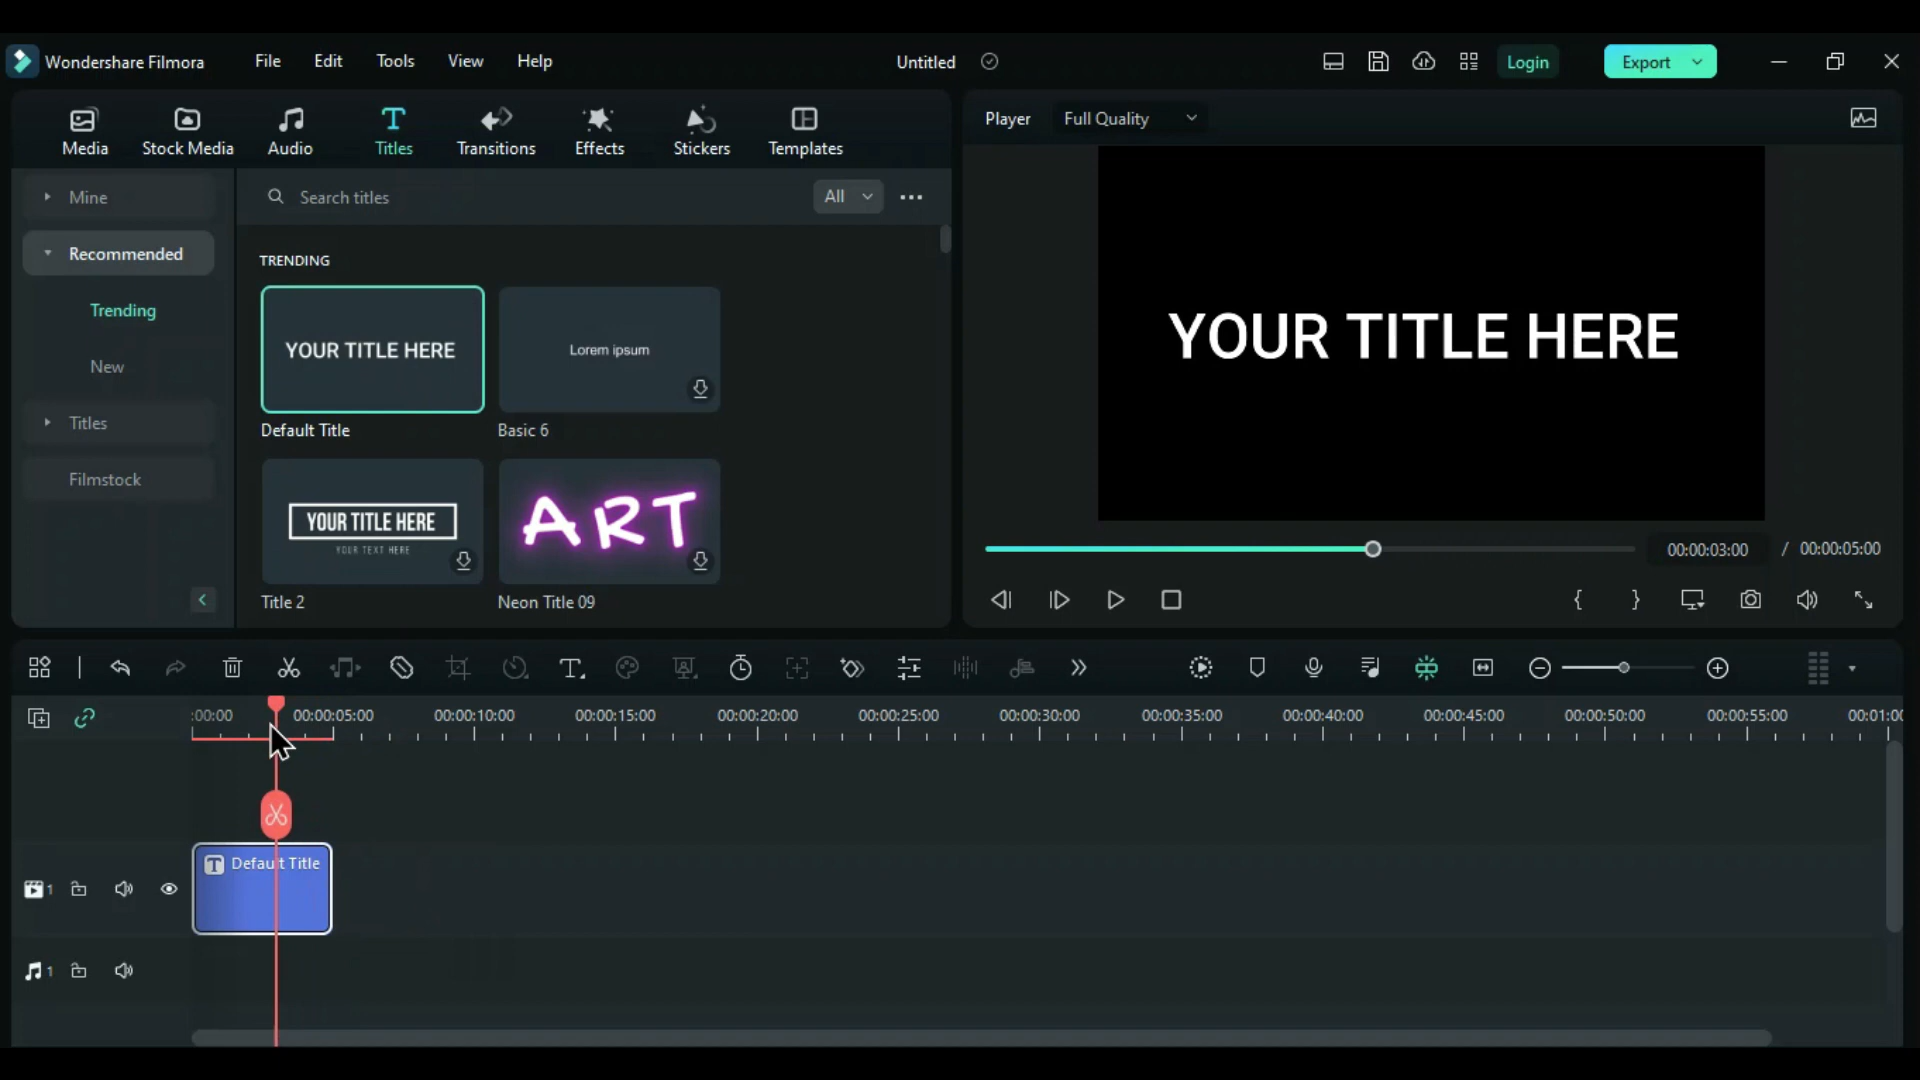 Wondershare Filmora File Edit Tools View Help Untitled Login Export
Media Stock Media Audio Titles Transitions Effects Stickers Templates
Player Full Quality
Mine
Recommended
Trending
New
Titles
Filmstock
Search titles All
TRENDING
YOUR TITLE HERE
Default Title
Lorem ipsum
Basic 6
YOUR TITLE HERE
YOUR TEXT HERE
Title 2
ART
Neon Title 09
YOUR TITLE HERE
00:00:03:00 / 00:00:05:00
:00:00 00:00:05:00 00:00:10:00 00:00:15:00 00:00:20:00 00:00:25:00 00:00:30:00 00:00:35:00 00:00:40:00 00:00:45:00 00:00:50:00 00:00:55:00 00:01:00
T Default Title
1
1